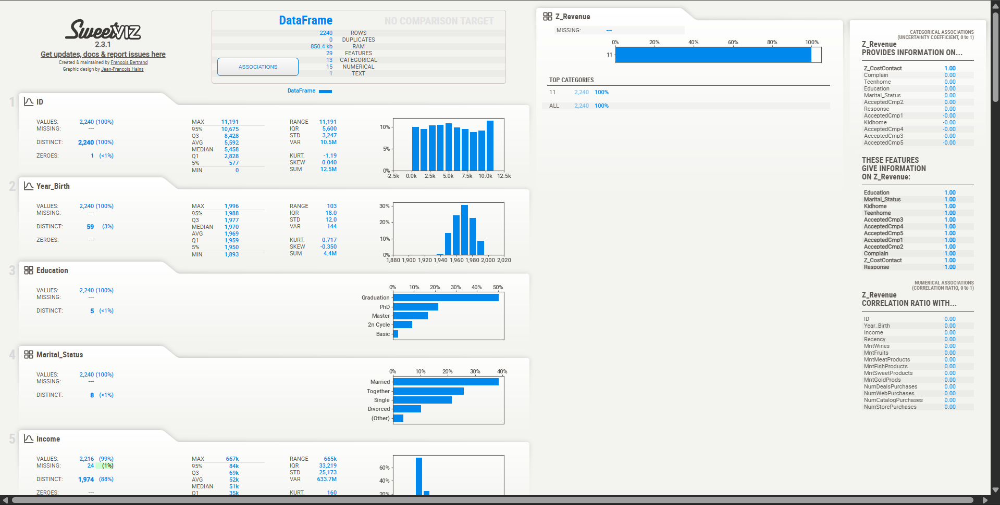 SweetVIZ
2.3.1
Get updates, docs & report issues here
Created & maintained by Francois Bertrand
Graphic design by Jean-Francois Hains
DataFrame NO COMPARISON TARGET
2240 ROWS
0 DUPLICATES
850.4 kb RAM
29 FEATURES
13 CATEGORICAL
15 NUMERICAL
1 TEXT
ASSOCIATIONS
DataFrame
1 ID
VALUES: 2,240 (100%)
MISSING: ---
DISTINCT: 2,240 (100%)
ZEROES: 1 (<1%)
MAX 11,191
95% 10,675
Q3 8,428
AVG 5,592
MEDIAN 5,458
Q1 2,828
5% 577
MIN 0
RANGE 11,191
IQR 5,600
STD 3,247
VAR 10.5M
KURT. -1.19
SKEW 0.040
SUM 12.5M
10%
5%
0%
-2.5k 0.0k 2.5k 5.0k 7.5k 10.0k 12.5k
2 Year_Birth
VALUES: 2,240 (100%)
MISSING: ---
DISTINCT: 59 (3%)
ZEROES: ---
MAX 1,996
95% 1,988
Q3 1,977
MEDIAN 1,970
AVG 1,969
Q1 1,959
5% 1,950
MIN 1,893
RANGE 103
IQR 18.0
STD 12.0
VAR 144
KURT. 0.717
SKEW -0.350
SUM 4.4M
30%
20%
10%
0%
1,880 1,900 1,920 1,940 1,960 1,980 2,000 2,020
3 Education
VALUES: 2,240 (100%)
MISSING: ---
DISTINCT: 5 (<1%)
0% 10% 20% 30% 40% 50%
Graduation
PhD
Master
2n Cycle
Basic
4 Marital_Status
VALUES: 2,240 (100%)
MISSING: ---
DISTINCT: 8 (<1%)
0% 10% 20% 30% 40%
Married
Together
Single
Divorced
(Other)
5 Income
VALUES: 2,216 (99%)
MISSING: 24 (1%)
DISTINCT: 1,974 (88%)
ZEROES: ---
MAX 667k
95% 84k
Q3 69k
AVG 52k
MEDIAN 51k
Q1 35k
RANGE 665k
IQR 33,219
STD 25,173
VAR 633.7M
KURT. 160
60%
40%
20%
Z_Revenue
MISSING: ---
0% 20% 40% 60% 80% 100%
11
TOP CATEGORIES
11 2,240 100%
ALL 2,240 100%
CATEGORICAL ASSOCIATIONS
(UNCERTAINTY COEFFICIENT, 0 to 1)
Z_Revenue
PROVIDES INFORMATION ON...
Z_CostContact 1.00
Complain 0.00
Teenhome 0.00
Education 0.00
Marital_Status 0.00
AcceptedCmp2 0.00
Response 0.00
AcceptedCmp1 -0.00
Kidhome -0.00
AcceptedCmp4 -0.00
AcceptedCmp3 -0.00
AcceptedCmp5 -0.00
THESE FEATURES
GIVE INFORMATION
ON Z_Revenue:
Education 1.00
Marital_Status 1.00
Kidhome 1.00
Teenhome 1.00
AcceptedCmp3 1.00
AcceptedCmp4 1.00
AcceptedCmp5 1.00
AcceptedCmp1 1.00
AcceptedCmp2 1.00
Complain 1.00
Z_CostContact 1.00
Response 1.00
NUMERICAL ASSOCIATIONS
(CORRELATION RATIO, 0 to 1)
Z_Revenue
CORRELATION RATIO WITH...
ID 0.00
Year_Birth 0.00
Income 0.00
Recency 0.00
MntWines 0.00
MntFruits 0.00
MntMeatProducts 0.00
MntFishProducts 0.00
MntSweetProducts 0.00
MntGoldProds 0.00
NumDealsPurchases 0.00
NumWebPurchases 0.00
NumCatalogPurchases 0.00
NumStorePurchases 0.00